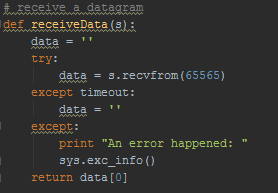 # receive a datagram
def receiveData(s):
    data = ''
    try:
        data = s.recvfrom(65565)
    except timeout:
        data = ''
    except:
        print "An error happened: "
        sys.exc_info()
    return data[0]